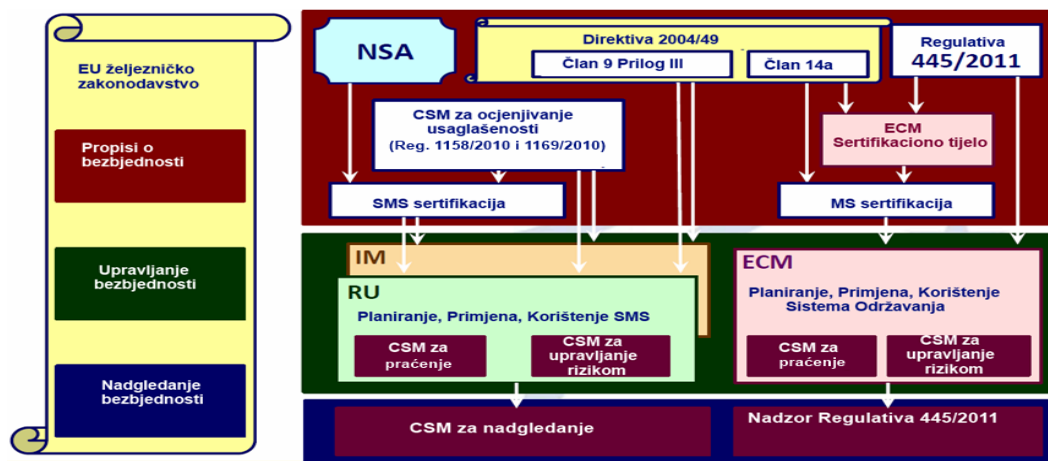 EU željezničko
zakonodavstvo
Propisi o
bezbjednosti
Upravljanje
bezbjednosti
Nadgledanje
bezbjednosti
NSA
Direktiva 2004/49
Član 9 Prilog III
Član 14a
Regulativa
445/2011
CSM za ocjenjivanje
usaglašenosti
(Reg. 1158/2010 i 1169/2010)
ECM
Sertifikaciono tijelo
SMS sertifikacija
MS sertifikacija
IM
RU
Planiranje, Primjena, Korištenje SMS
CSM za
praćenje
CSM za
upravljanje
rizikom
ECM
Planiranje, Primjena, Korištenje
Sistema Održavanja
CSM za
praćenje
CSM za
upravljanje
rizikom
CSM za nadgledanje
Nadzor Regulativa 445/2011